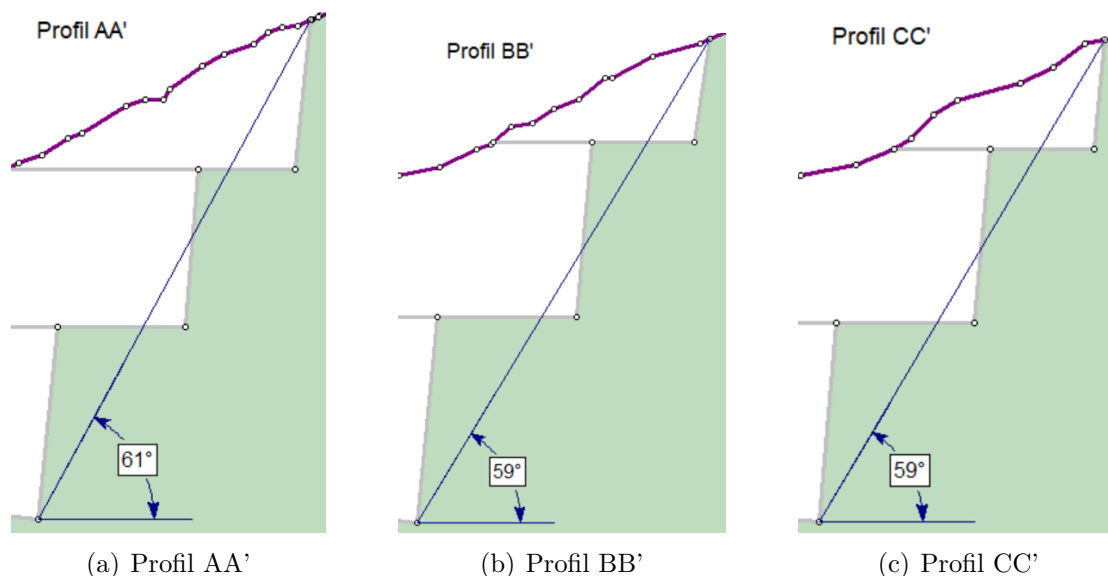 Profil AA'
Profil BB'
Profil CC'
61°
59°
59°
(a) Profil AA’
(b) Profil BB’
(c) Profil CC’